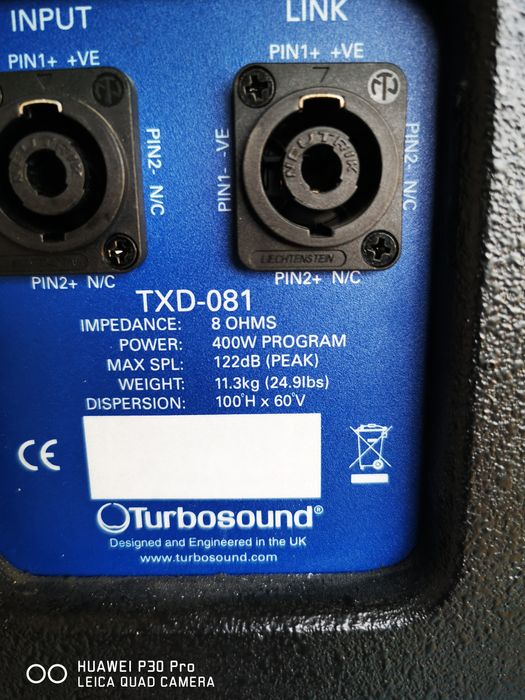 INPUT
LINK
PIN1+ +VE
PIN1+ +VE
NEUTRIK
NEUTRIK
PIN2- N/C
PIN1- -VE
PIN2- N/C
LIECHTENSTEIN
PIN2+ N/C
PIN2+ N/C
TXD-081
IMPEDANCE: 8 OHMS
POWER: 400W PROGRAM
MAX SPL: 122dB (PEAK)
WEIGHT: 11.3kg (24.9lbs)
DISPERSION: 100°H x 60°V
CE
Turbosound®
Designed and Engineered in the UK
www.turbosound.com
HUAWEI P30 Pro
LEICA QUAD CAMERA